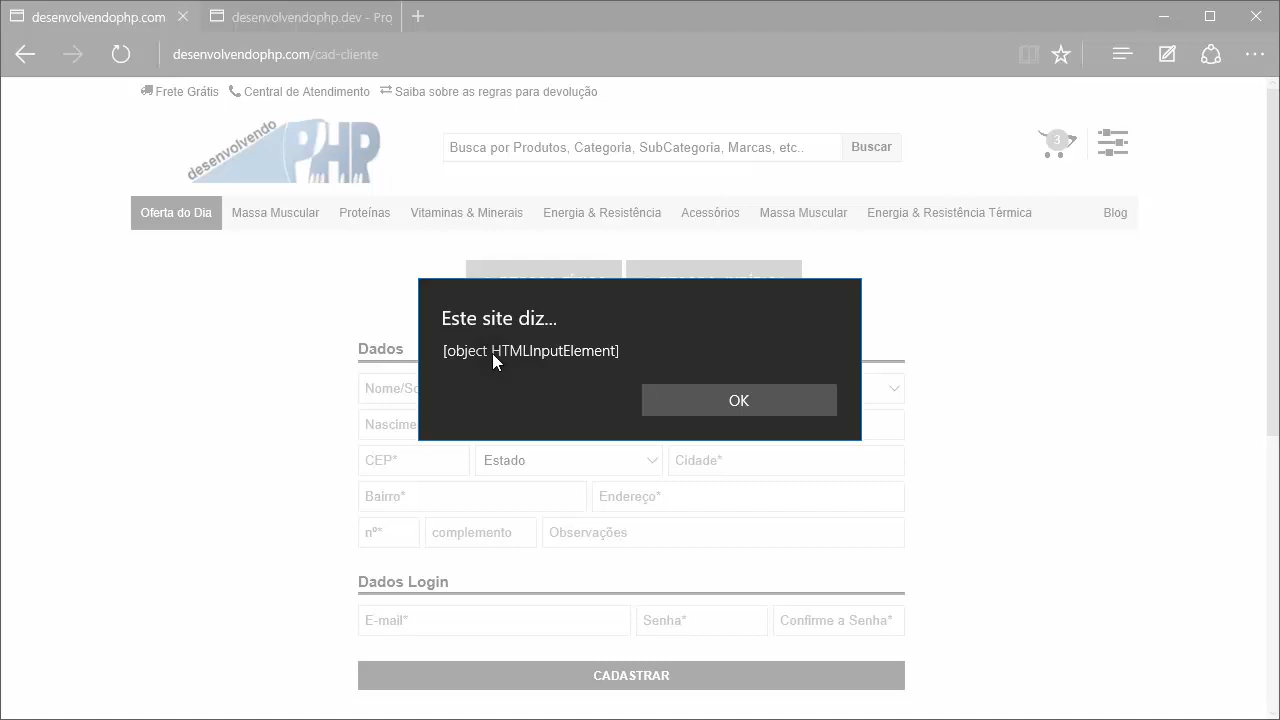 desenvolvendophp.com
desenvolvendophp.dev - Pro
desenvolvendophp.com/cad-cliente
Frete Grátis Central de Atendimento Saiba sobre as regras para devolução
desenvolvendo PHP
Busca por Produtos, Categoria, SubCategoria, Marcas, etc.. Buscar
3
Oferta do Dia Massa Muscular Proteínas Vitaminas & Minerais Energia & Resistência Acessórios Massa Muscular Energia & Resistência Térmica Blog
Este site diz...
[object HTMLInputElement]
OK
Dados
CEP* Estado Cidade*
Bairro* Endereço*
nº* complemento Observações
Dados Login
E-mail* Senha* Confirme a Senha*
CADASTRAR